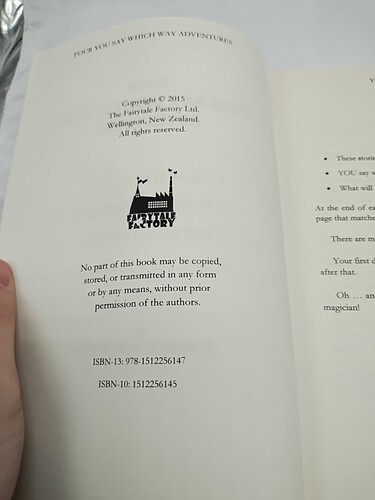 FOUR YOU SAY WHICH WAY ADVENTURES
Copyright © 2015
The Fairytale Factory Ltd.
Wellington, New Zealand.
All rights reserved.
FAIRYTALE
FACTORY
No part of this book may be copied,
stored, or transmitted in any form
or by any means, without prior
permission of the authors.
ISBN-13: 978-1512256147
ISBN-10: 1512256145
Y
• These
• YOU say
• What will
At the end of
page that matche
There are m
Your first d
after that.
Oh … an
magician!